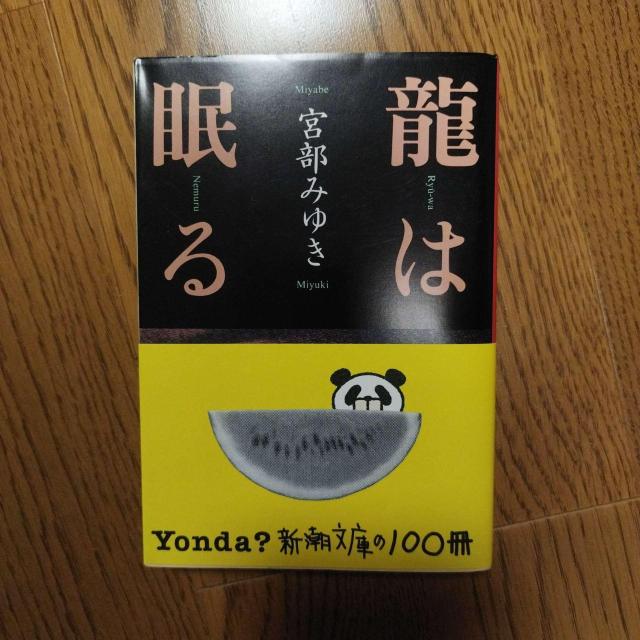 龍は
Ryū-wa
Miyabe
宮部みゆき
Miyuki
眠る
Nemuru
Yonda? 新潮文庫の100冊